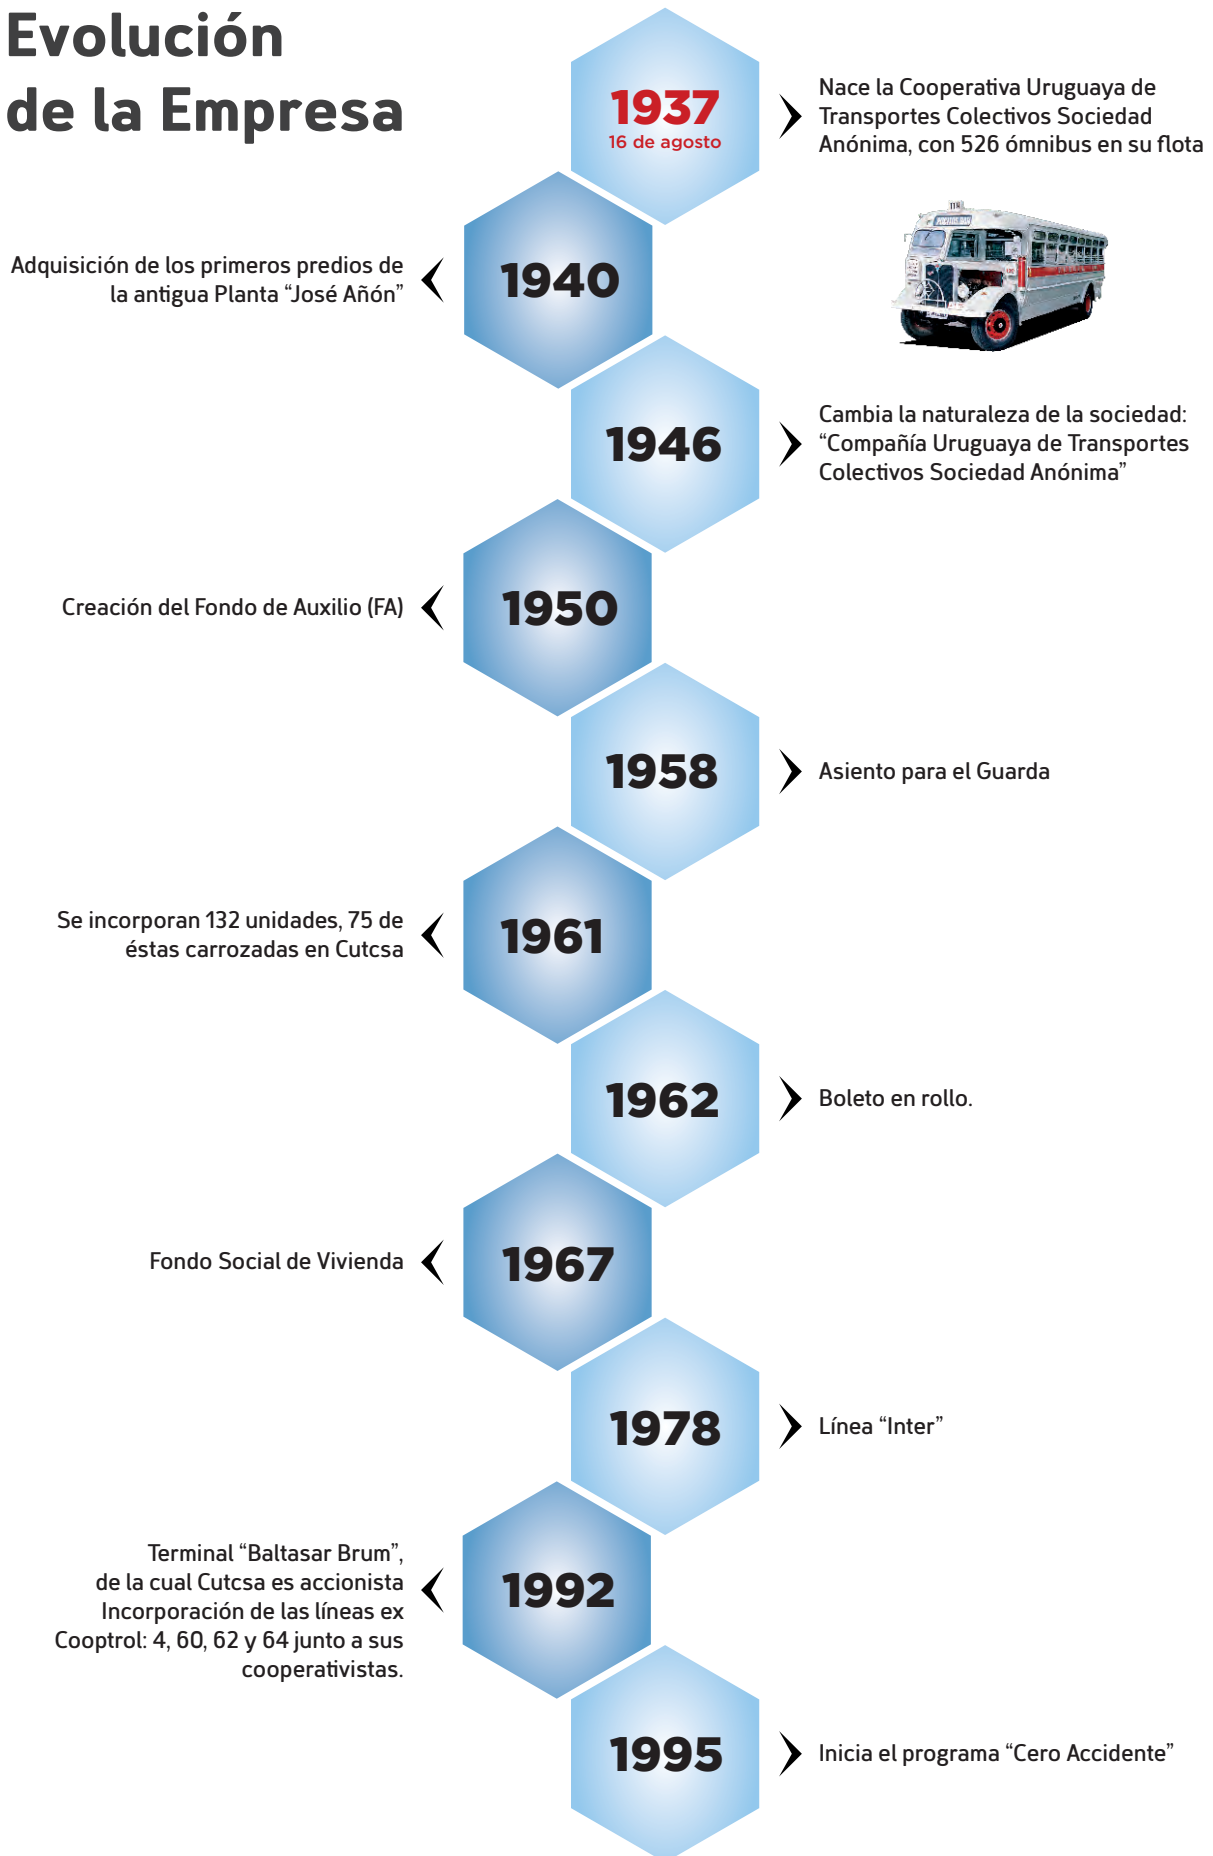 Evolución
de la Empresa
1937
16 de agosto
Nace la Cooperativa Uruguaya de
Transportes Colectivos Sociedad
Anónima, con 526 ómnibus en su flota
Adquisición de los primeros predios de
la antigua Planta “José Añón”
1940
1946
Cambia la naturaleza de la sociedad:
“Compañía Uruguaya de Transportes
Colectivos Sociedad Anónima”
Creación del Fondo de Auxilio (FA)
1950
1958
Asiento para el Guarda
Se incorporan 132 unidades, 75 de
éstas carrozadas en Cutcsa
1961
1962
Boleto en rollo.
Fondo Social de Vivienda
1967
1978
Línea “Inter”
Terminal “Baltasar Brum”,
de la cual Cutcsa es accionista
Incorporación de las líneas ex
Cooptrol: 4, 60, 62 y 64 junto a sus
cooperativistas.
1992
1995
Inicia el programa “Cero Accidente”